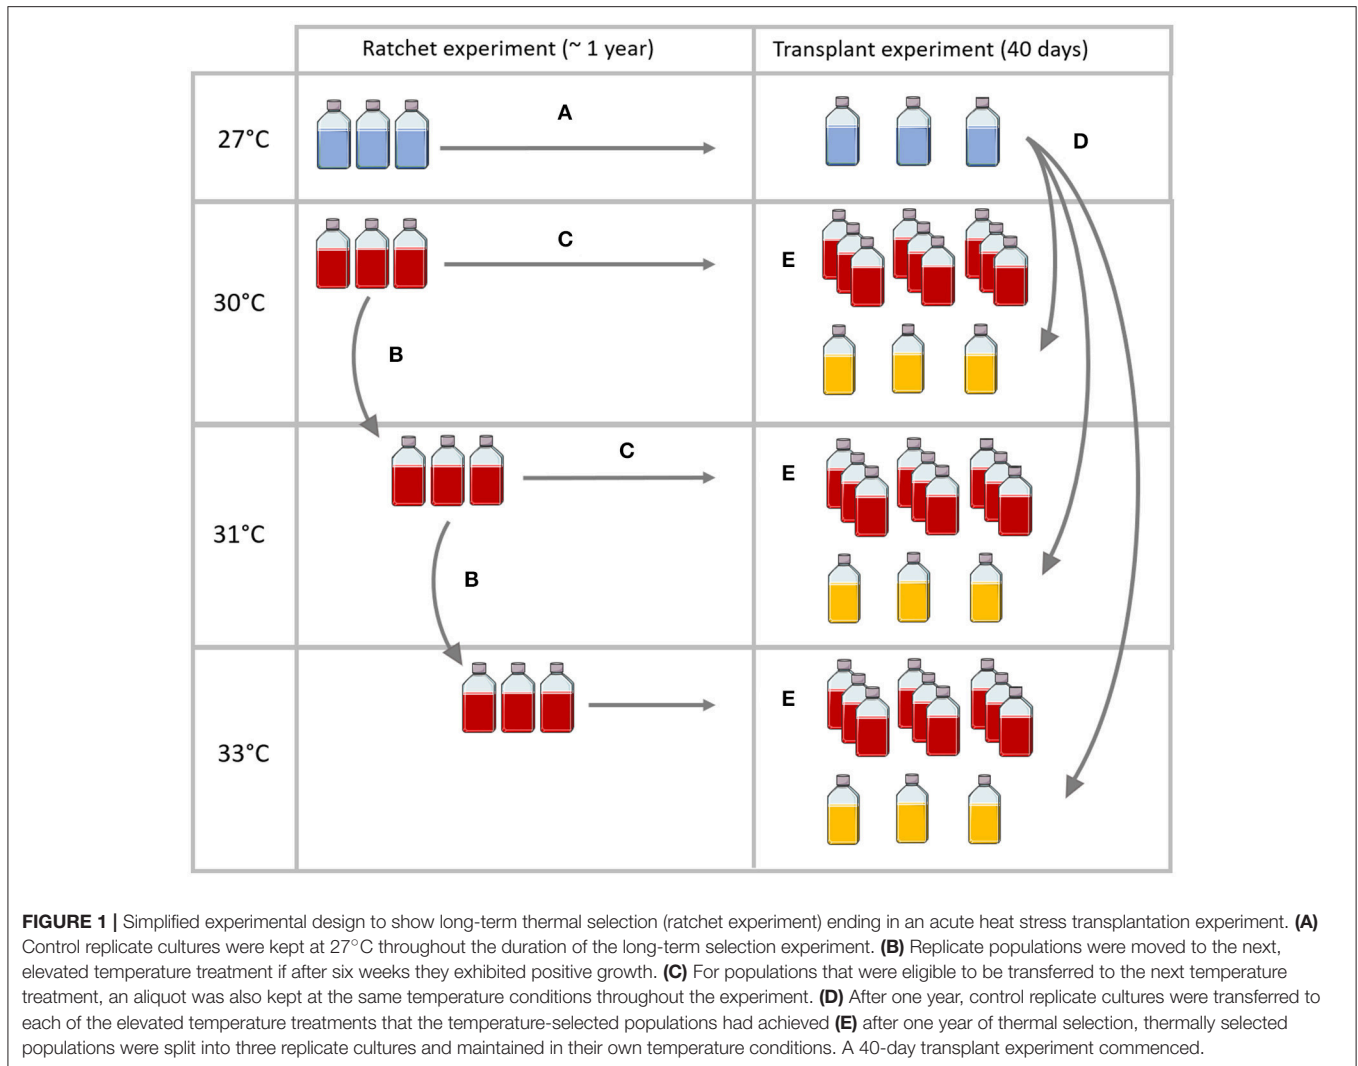 Ratchet experiment (~ 1 year)
Transplant experiment (40 days)
27°C
A
D
30°C
C
E
B
31°C
C
E
B
33°C
E
FIGURE 1 | Simplified experimental design to show long-term thermal selection (ratchet experiment) ending in an acute heat stress transplantation experiment. (A)
Control replicate cultures were kept at 27°C throughout the duration of the long-term selection experiment. (B) Replicate populations were moved to the next,
elevated temperature treatment if after six weeks they exhibited positive growth. (C) For populations that were eligible to be transferred to the next temperature
treatment, an aliquot was also kept at the same temperature conditions throughout the experiment. (D) After one year, control replicate cultures were transferred to
each of the elevated temperature treatments that the temperature-selected populations had achieved (E) after one year of thermal selection, thermally selected
populations were split into three replicate cultures and maintained in their own temperature conditions. A 40-day transplant experiment commenced.